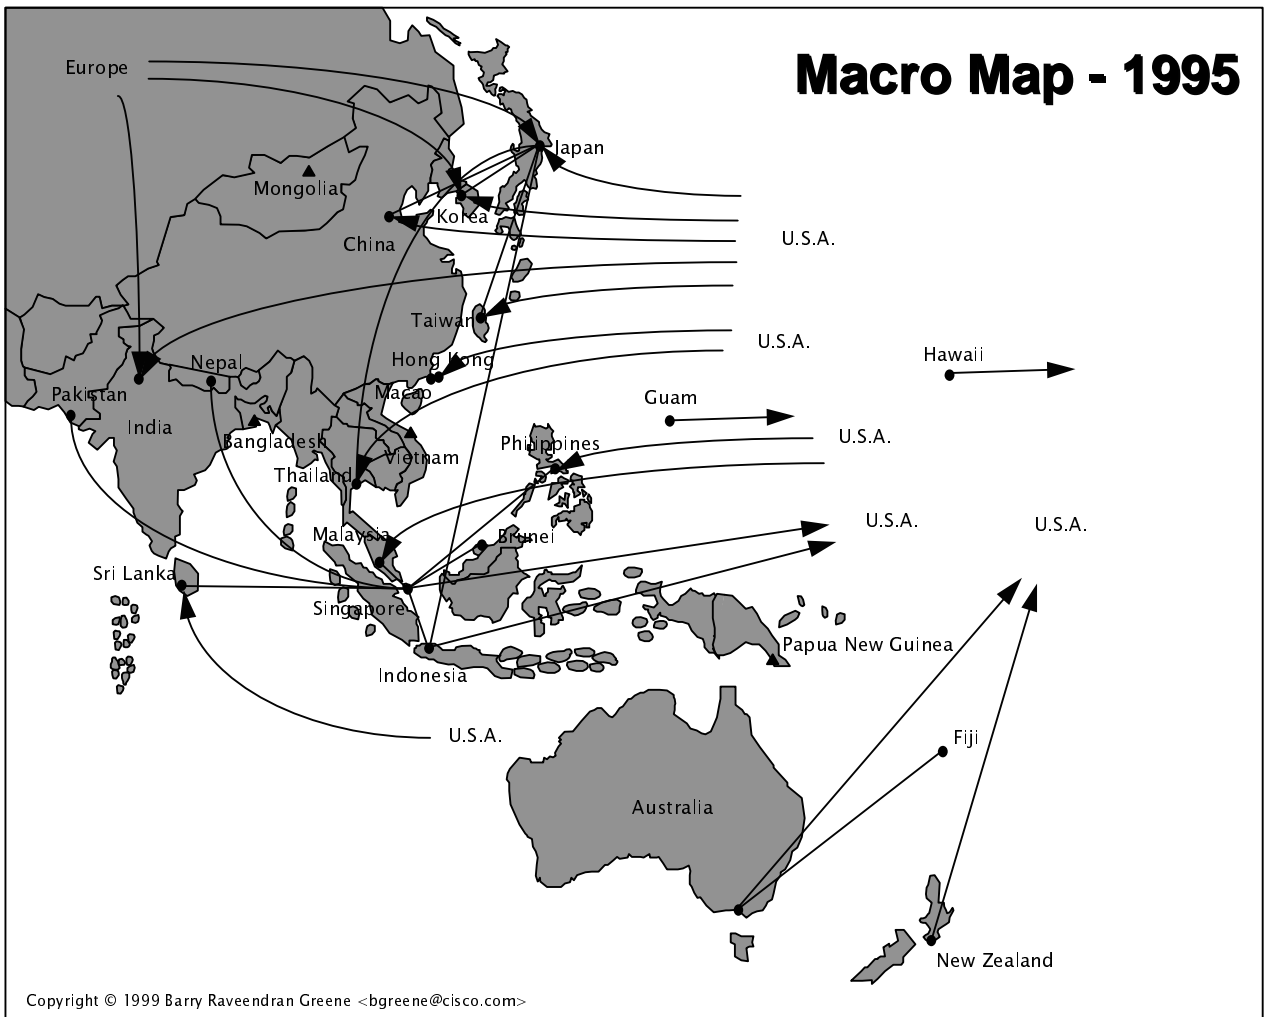 Macro Map - 1995
Europe
Japan
Mongolia
Korea
China
U.S.A.
Taiwan
U.S.A.
Hong Kong
Nepal
Hawaii
Macao
Pakistan
Guam
India
Bangladesh
Philippines
U.S.A.
Vietnam
Thailand
U.S.A.
U.S.A.
Malaysia
Brunei
Sri Lanka
Singapore
Papua New Guinea
Indonesia
U.S.A.
Fiji
Australia
New Zealand
Copyright © 1999 Barry Raveendran Greene <bgreene@cisco.com>